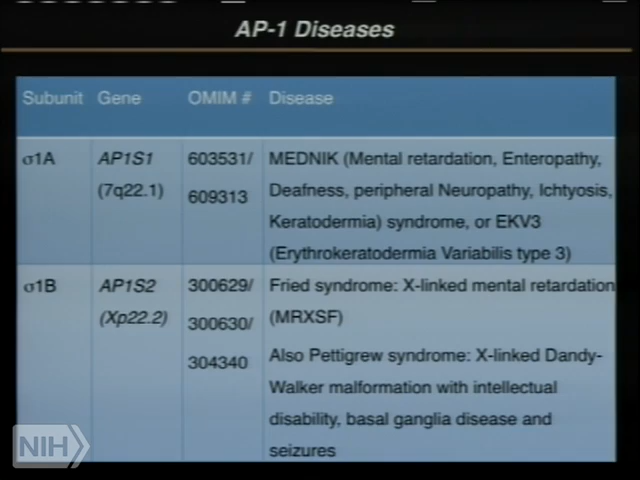 AP-1 Diseases
Subunit Gene OMIM # Disease
σ1A AP1S1 603531/ MEDNIK (Mental retardation, Enteropathy,
(7q22.1) 609313 Deafness, peripheral Neuropathy, Ichtyosis,
Keratodermia) syndrome, or EKV3
(Erythrokeratodermia Variabilis type 3)
σ1B AP1S2 300629/ Fried syndrome: X-linked mental retardation
(Xp22.2) 300630/ (MRXSF)
304340 Also Pettigrew syndrome: X-linked Dandy-
Walker malformation with intellectual
disability, basal ganglia disease and
seizures
NIH